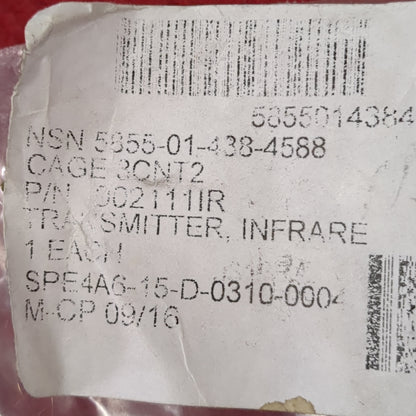 5855014384
NSN 5855-01-438-4588
CAGE 3CNT2
P/N 002111IR
TRANSMITTER, INFRARE
1 EACH
SPE4A6-15-D-0310-0004
M-CP 09/16